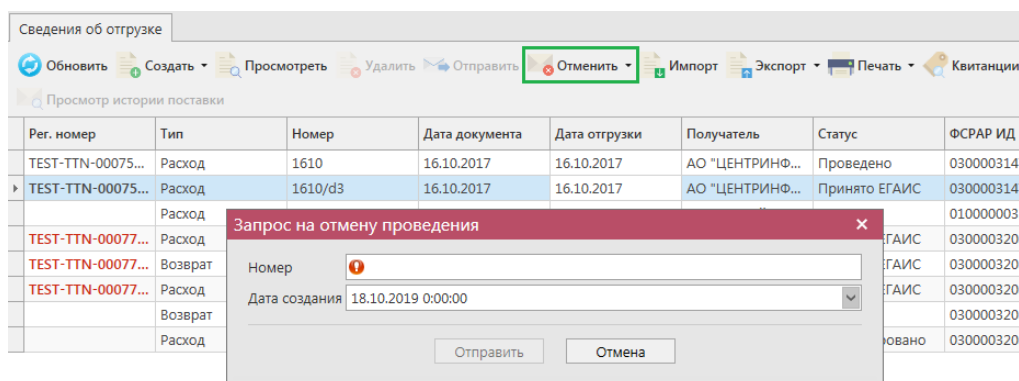 Сведения об отгрузке
Обновить Создать Просмотреть Удалить Отправить Отменить Импорт Экспорт Печать Квитанции
Просмотр истории поставки
Рег. номер Тип Номер Дата документа Дата отгрузки Получатель Статус ФСРАР ИД
TEST-TTN-00075... Расход 1610 16.10.2017 16.10.2017 АО "ЦЕНТРИНФ... Проведено 030000314
TEST-TTN-00075... Расход 1610/d3 16.10.2017 16.10.2017 АО "ЦЕНТРИНФ... Принято ЕГАИС 030000314
Расход 010000003
Запрос на отмену проведения
TEST-TTN-00077... Расход ЕГАИС 030000320
TEST-TTN-00077... Возврат ЕГАИС 030000320
Номер
TEST-TTN-00077... Расход ЕГАИС 030000320
Дата создания 18.10.2019 0:00:00
Возврат 030000320
Расход овано 030000320
Отправить Отмена